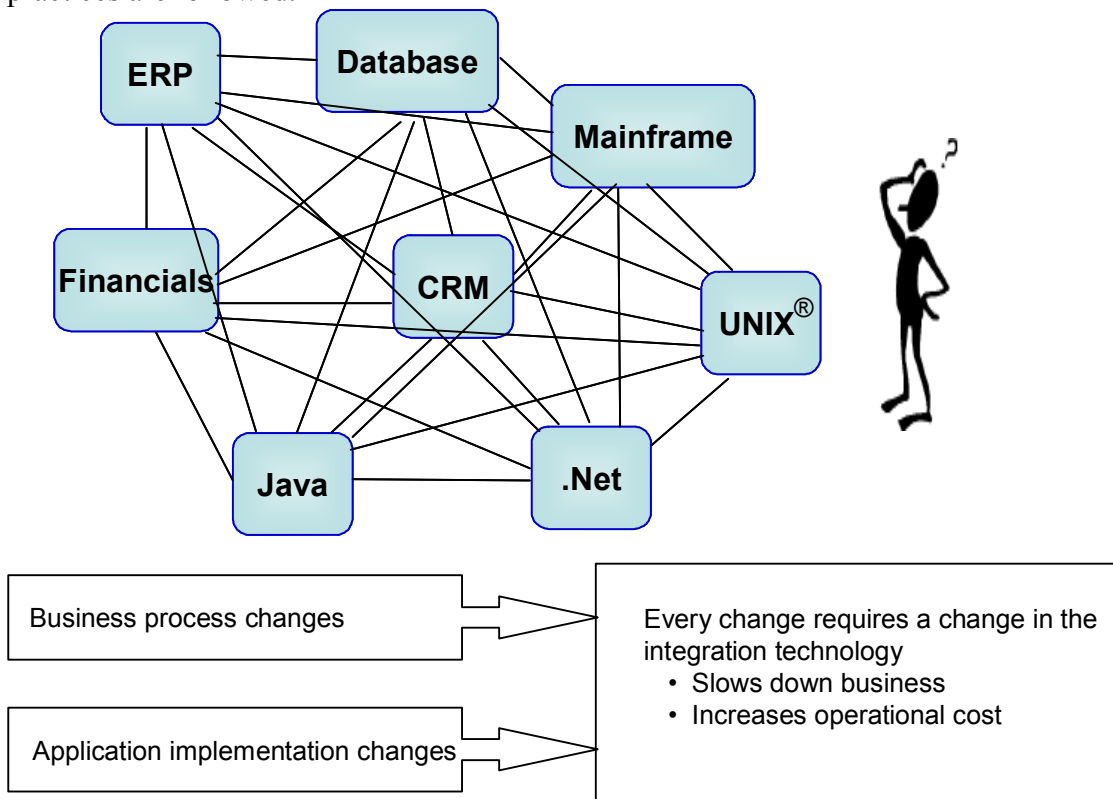 ERP
Database
Mainframe
Financials
CRM
UNIX®
Java
.Net
?
Business process changes
Every change requires a change in the
integration technology
• Slows down business
• Increases operational cost
Application implementation changes